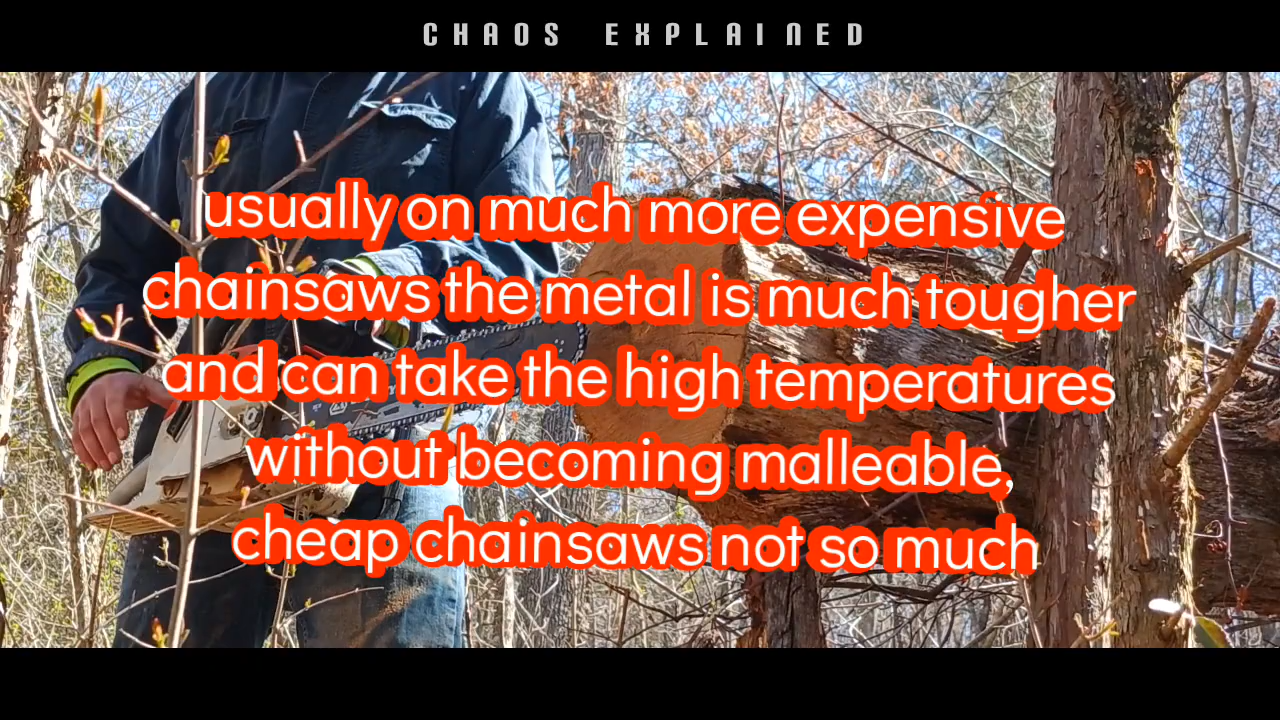 CHAOS EXPLAINED
usually on much more expensive
chainsaws the metal is much tougher
and can take the high temperatures
without becoming malleable,
cheap chainsaws not so much